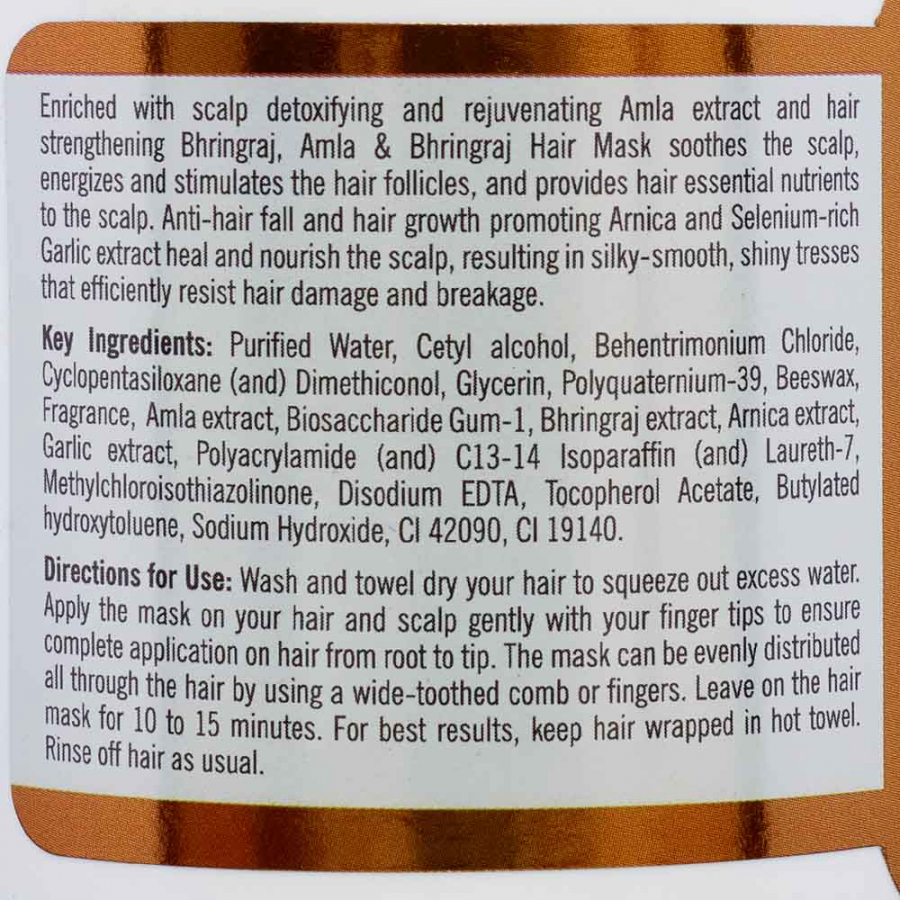 Enriched with scalp detoxifying and rejuvenating Amla extract and hair
strengthening Bhringraj, Amla & Bhringraj Hair Mask soothes the scalp,
energizes and stimulates the hair follicles, and provides hair essential nutrients
to the scalp. Anti-hair fall and hair growth promoting Arnica and Selenium-rich
Garlic extract heal and nourish the scalp, resulting in silky-smooth, shiny tresses
that efficiently resist hair damage and breakage.
Key Ingredients: Purified Water, Cetyl alcohol, Behentrimonium Chloride,
Cyclopentasiloxane (and) Dimethiconol, Glycerin, Polyquaternium-39, Beeswax,
Fragrance, Amla extract, Biosaccharide Gum-1, Bhringraj extract, Arnica extract,
Garlic extract, Polyacrylamide (and) C13-14 Isoparaffin (and) Laureth-7,
Methylchloroisothiazolinone, Disodium EDTA, Tocopherol Acetate, Butylated
hydroxytoluene, Sodium Hydroxide, CI 42090, CI 19140.
Directions for Use: Wash and towel dry your hair to squeeze out excess water.
Apply the mask on your hair and scalp gently with your finger tips to ensure
complete application on hair from root to tip. The mask can be evenly distributed
all through the hair by using a wide-toothed comb or fingers. Leave on the hair
mask for 10 to 15 minutes. For best results, keep hair wrapped in hot towel.
Rinse off hair as usual.